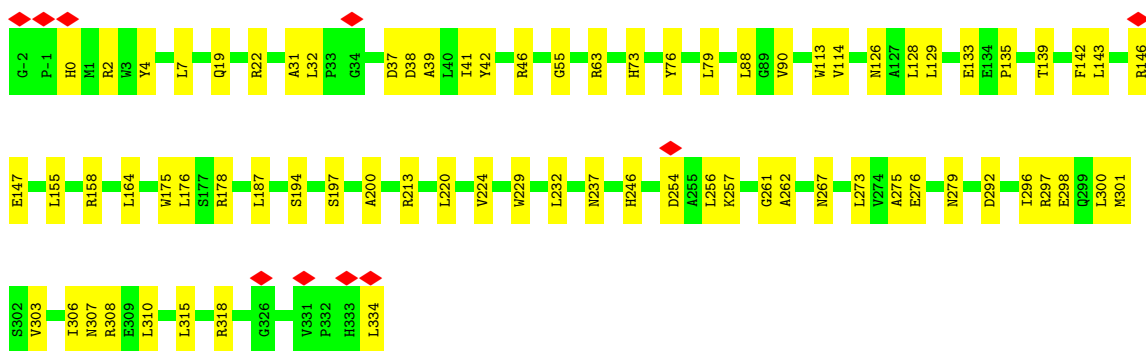 G-2 P-1 H0 M1 R2 W3 Y4 L7 Q19 R22 A31 L32 P33 G34 D37 D38 A39 L40 I41 Y42 R46 G55 R63 H73 Y76 L79 L88 G89 V90 W113 V114 N126 A127 L128 L129 E133 E134 P135 T139 F142 L143 R146
E147 L155 R158 L164 W175 L176 S177 R178 L187 S194 S197 A200 R213 L220 V224 W229 L232 N237 H246 D254 A255 L256 K257 G261 A262 N267 L273 V274 A275 E276 N279 D292 I296 R297 E298 Q299 L300 M301
S302 V303 I306 N307 R308 E309 L310 L315 R318 G326 V331 P332 H333 L334